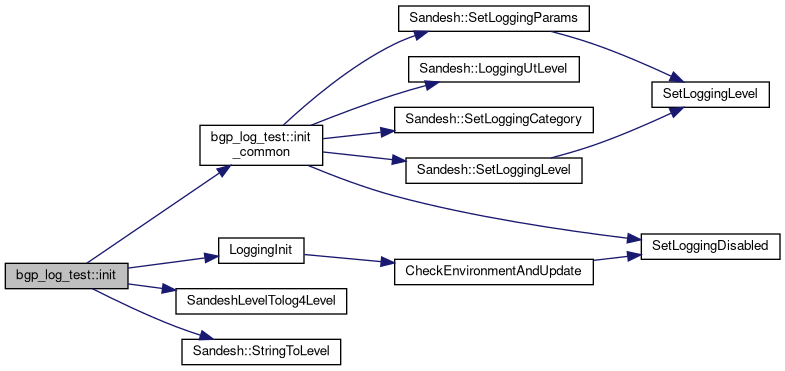 Sandesh::SetLoggingParams
Sandesh::LoggingUtLevel
SetLoggingLevel
Sandesh::SetLoggingCategory
bgp_log_test::init
_common
Sandesh::SetLoggingLevel
SetLoggingDisabled
LoggingInit
CheckEnvironmentAndUpdate
bgp_log_test::init
SandeshLevelTolog4Level
Sandesh::StringToLevel